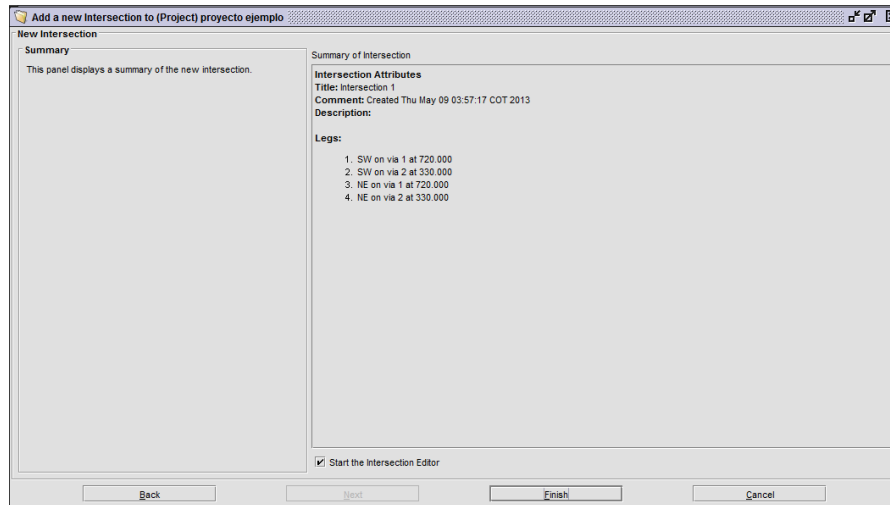 Add a new Intersection to (Project) proyecto ejemplo
New Intersection
Summary
This panel displays a summary of the new intersection.
Summary of Intersection
Intersection Attributes
Title: Intersection 1
Comment: Created Thu May 09 03:57:17 COT 2013
Description:
Legs:
1. SW on via 1 at 720.000
2. SW on via 2 at 330.000
3. NE on via 1 at 720.000
4. NE on via 2 at 330.000
Start the Intersection Editor
Back Next Finish Cancel